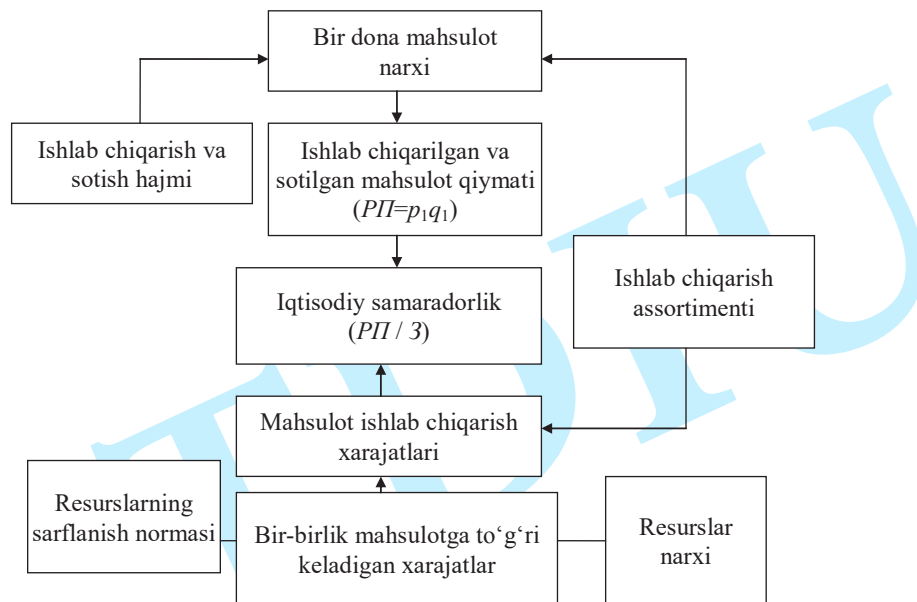 Bir dona mahsulot
narxi
Ishlab chiqarish va
sotish hajmi
Ishlab chiqarilgan va
sotilgan mahsulot qiymati
(РП=p₁q₁)
Ishlab chiqarish
assortimenti
Iqtisodiy samaradorlik
(РП / З)
Mahsulot ishlab chiqarish
xarajatlari
Resurslarning
sarflanish normasi
Bir-birlik mahsulotga to‘g‘ri
keladigan xarajatlar
Resurslar
narxi
TDIU